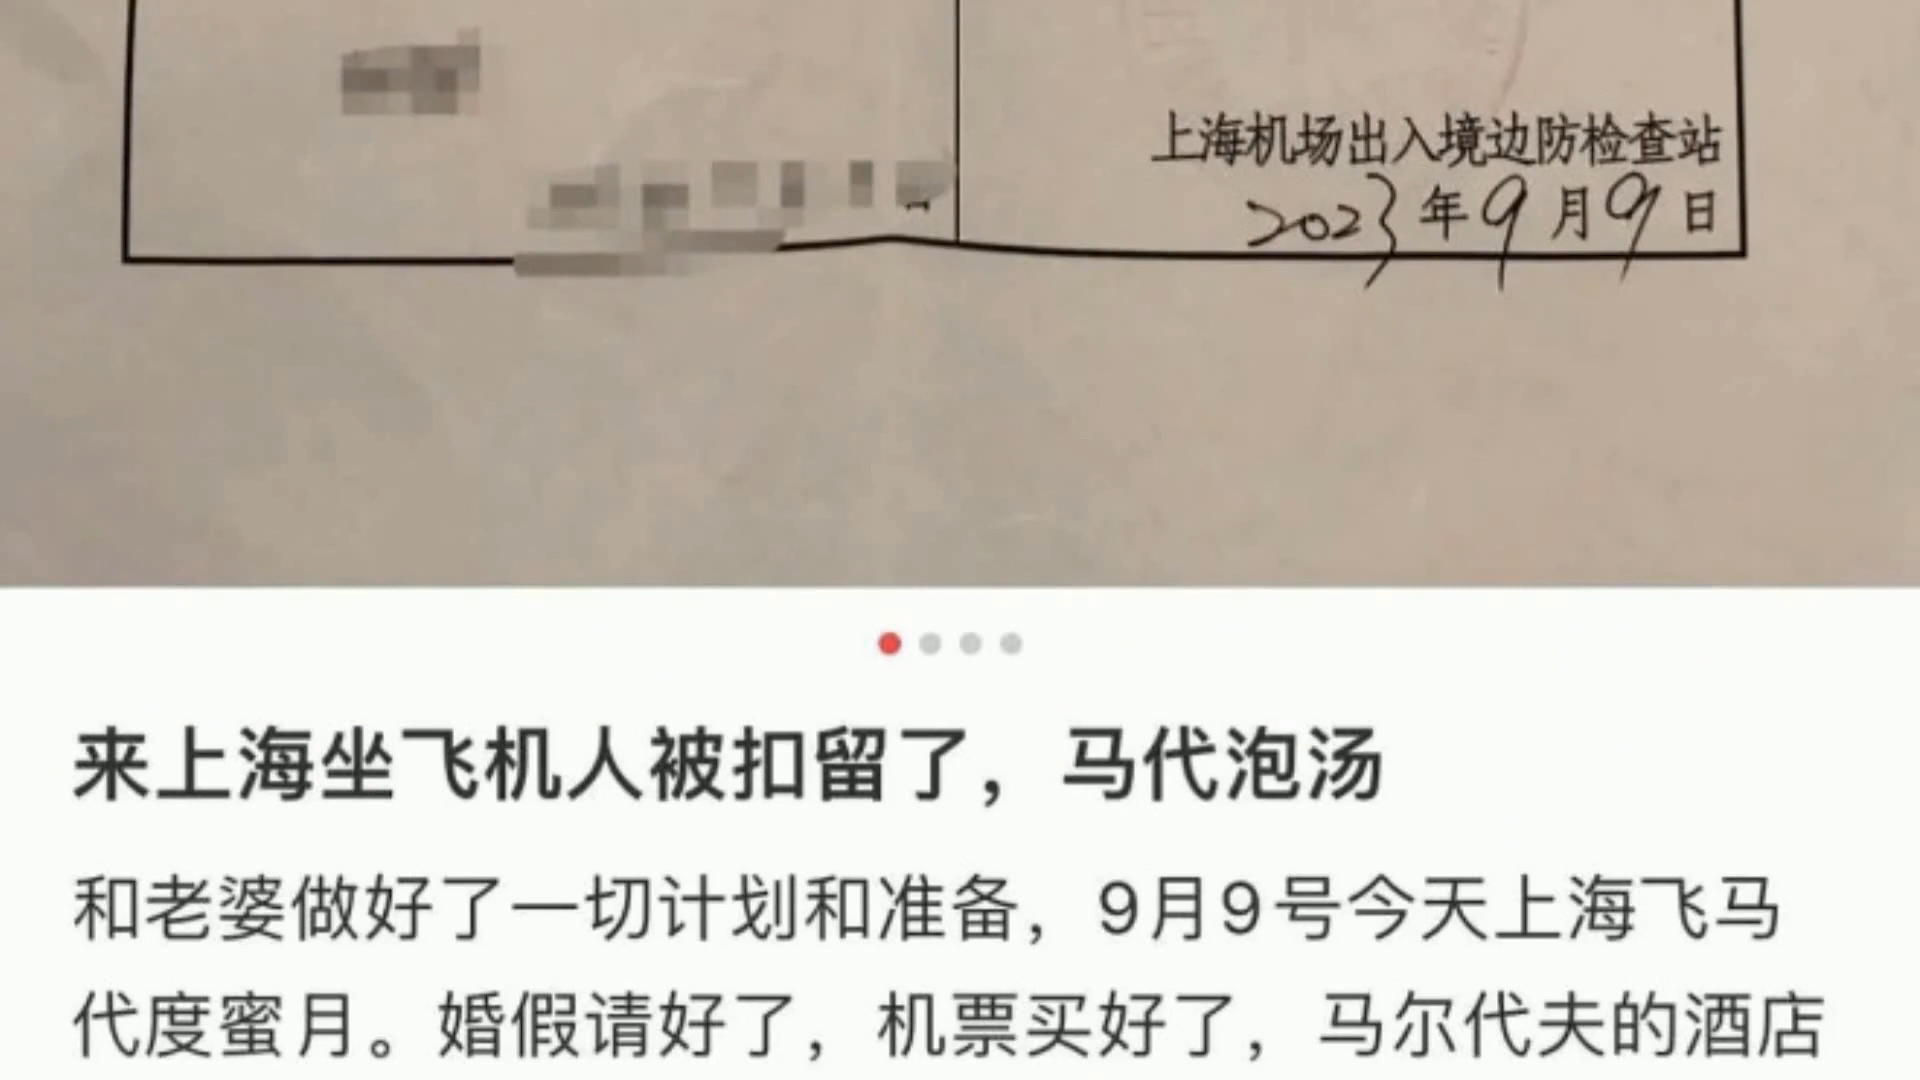 上海机场出入境边防检查站
2023年9月9日
来上海坐飞机人被扣留了，马代泡汤
和老婆做好了一切计划和准备，9月9号今天上海飞马
代度蜜月。婚假请好了，机票买好了，马尔代夫的酒店